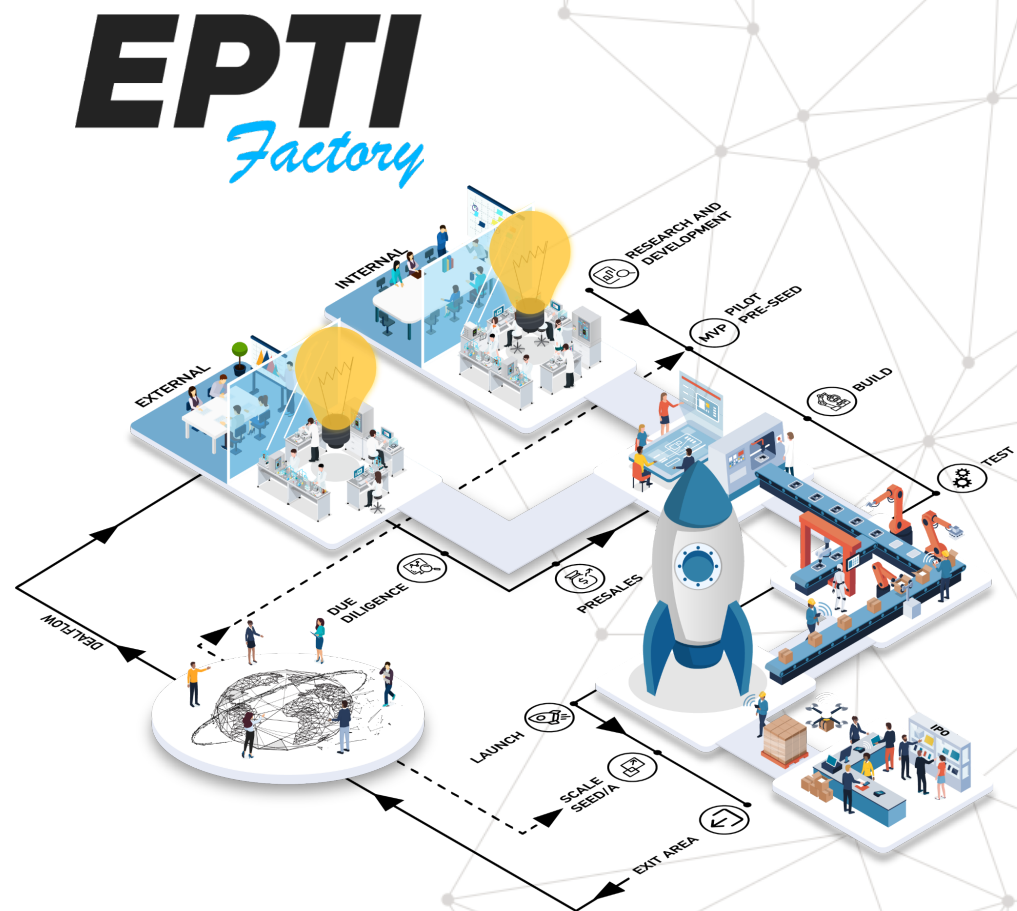 EPTI
Factory
INTERNAL
RESEARCH AND
DEVELOPMENT
MVP
PILOT
PRE-SEED
EXTERNAL
BUILD
TEST
DUE
DILIGENCE
PRESALES
DEALFLOW
LAUNCH
SCALE
SEED/A
EXIT AREA
IPO